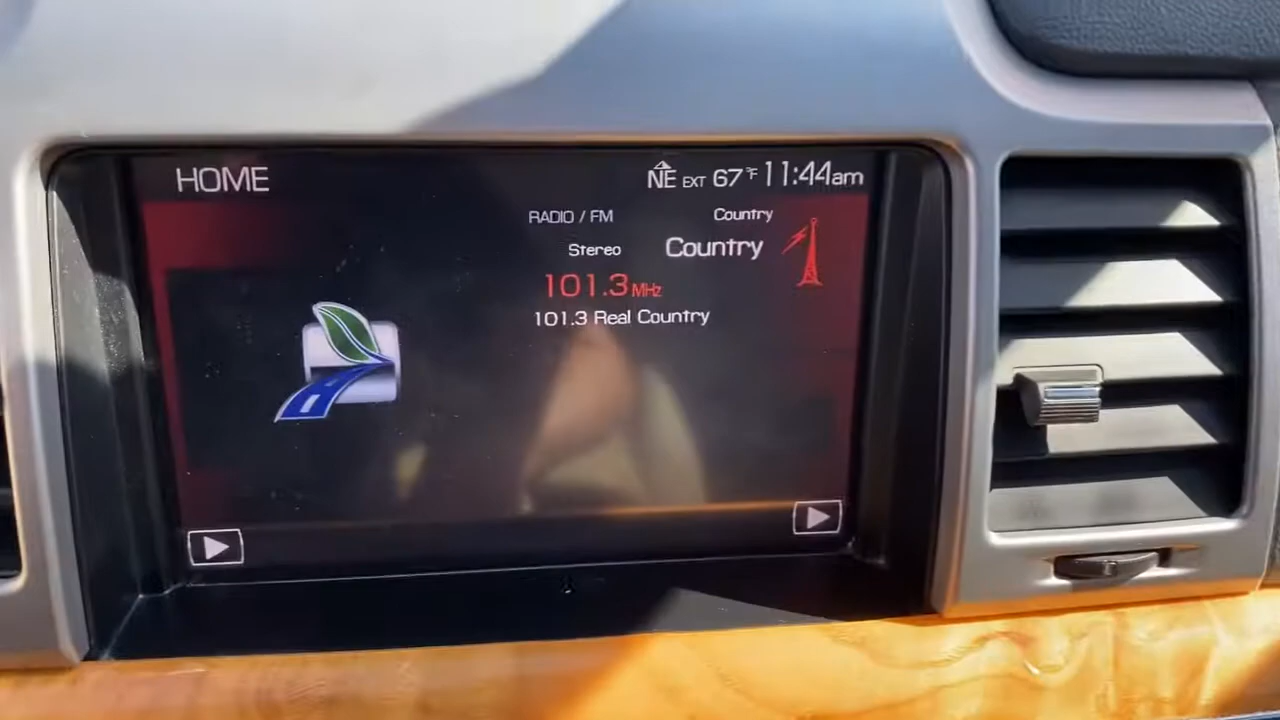 HOME
NE EXT 67°F 11:44am
RADIO / FM
Country
Stereo
Country
101.3 MHz
101.3 Real Country